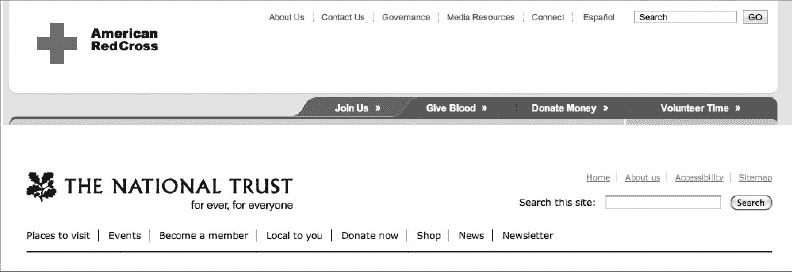 About Us Contact Us Governance Media Resources Connect Español Search GO
American
Red Cross
Join Us » Give Blood » Donate Money » Volunteer Time »
THE NATIONAL TRUST
for ever, for everyone
Home About us Accessibility Sitemap
Search this site: Search
Places to visit Events Become a member Local to you Donate now Shop News Newsletter